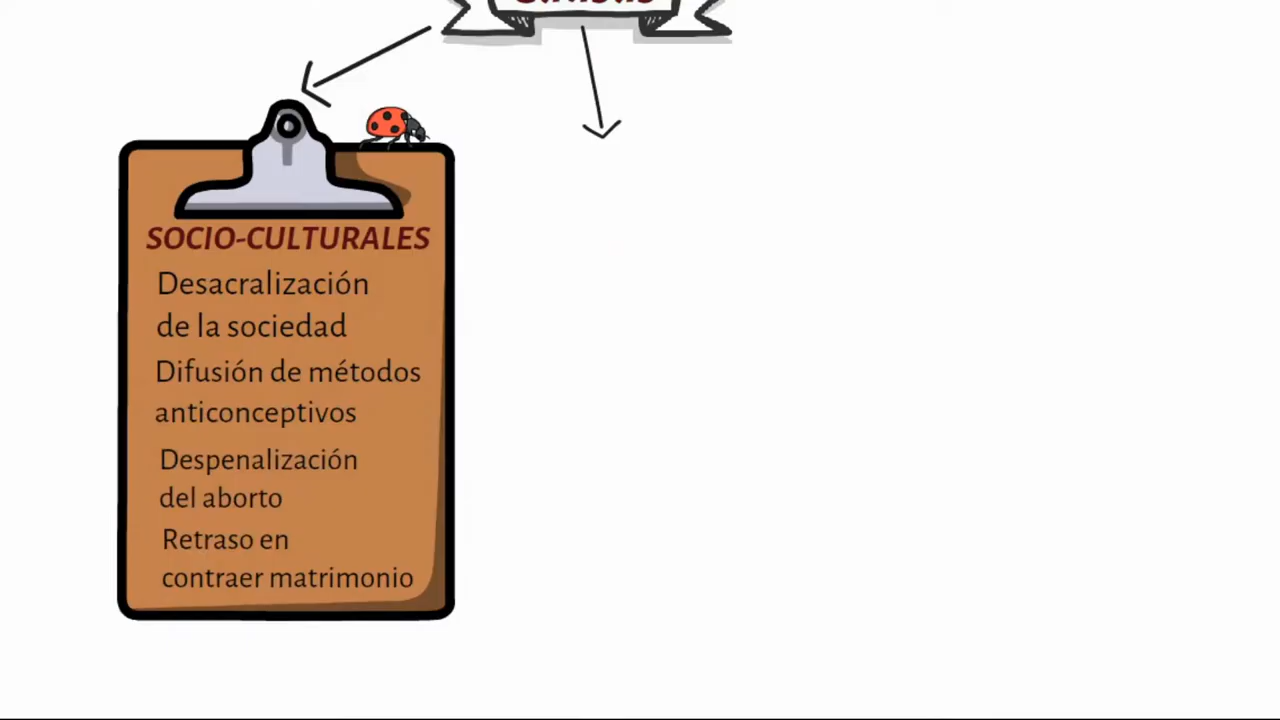 SOCIO-CULTURALES
Desacralización
de la sociedad
Difusión de métodos
anticonceptivos
Despenalización
del aborto
Retraso en
contraer matrimonio